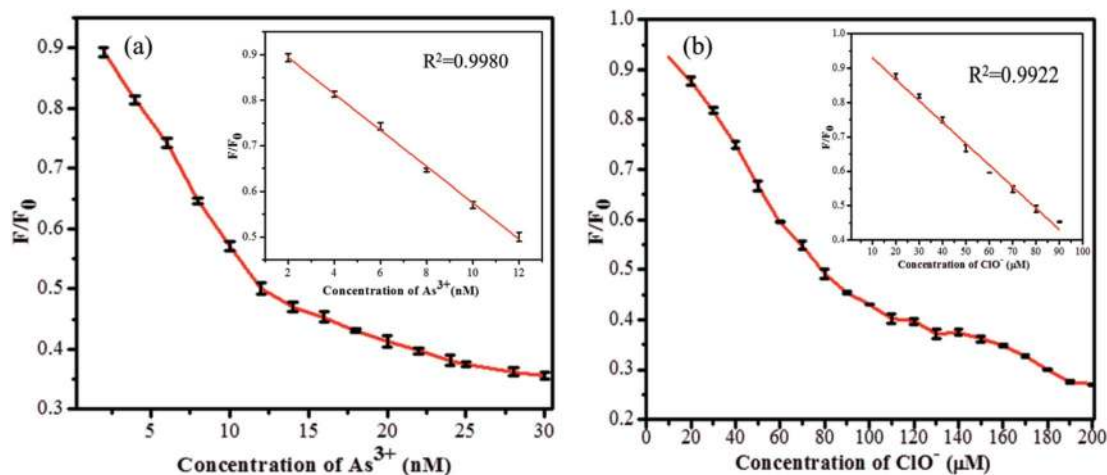 (a)
R²=0.9980
F/F₀
0.9
0.8
0.7
0.6
0.5
2 4 6 8 10 12
Concentration of As³⁺(nM)
F/F₀
0.9
0.8
0.7
0.6
0.5
0.4
0.3
5 10 15 20 25 30
Concentration of As³⁺ (nM)
(b)
R²=0.9922
F/F₀
1.0
0.9
0.8
0.7
0.6
0.5
0.4
10 20 30 40 50 60 70 80 90 100
Concentration of ClO⁻ (μM)
F/F₀
1.0
0.9
0.8
0.7
0.6
0.5
0.4
0.3
0.2
0 20 40 60 80 100 120 140 160 180 200
Concentration of ClO⁻ (μM)